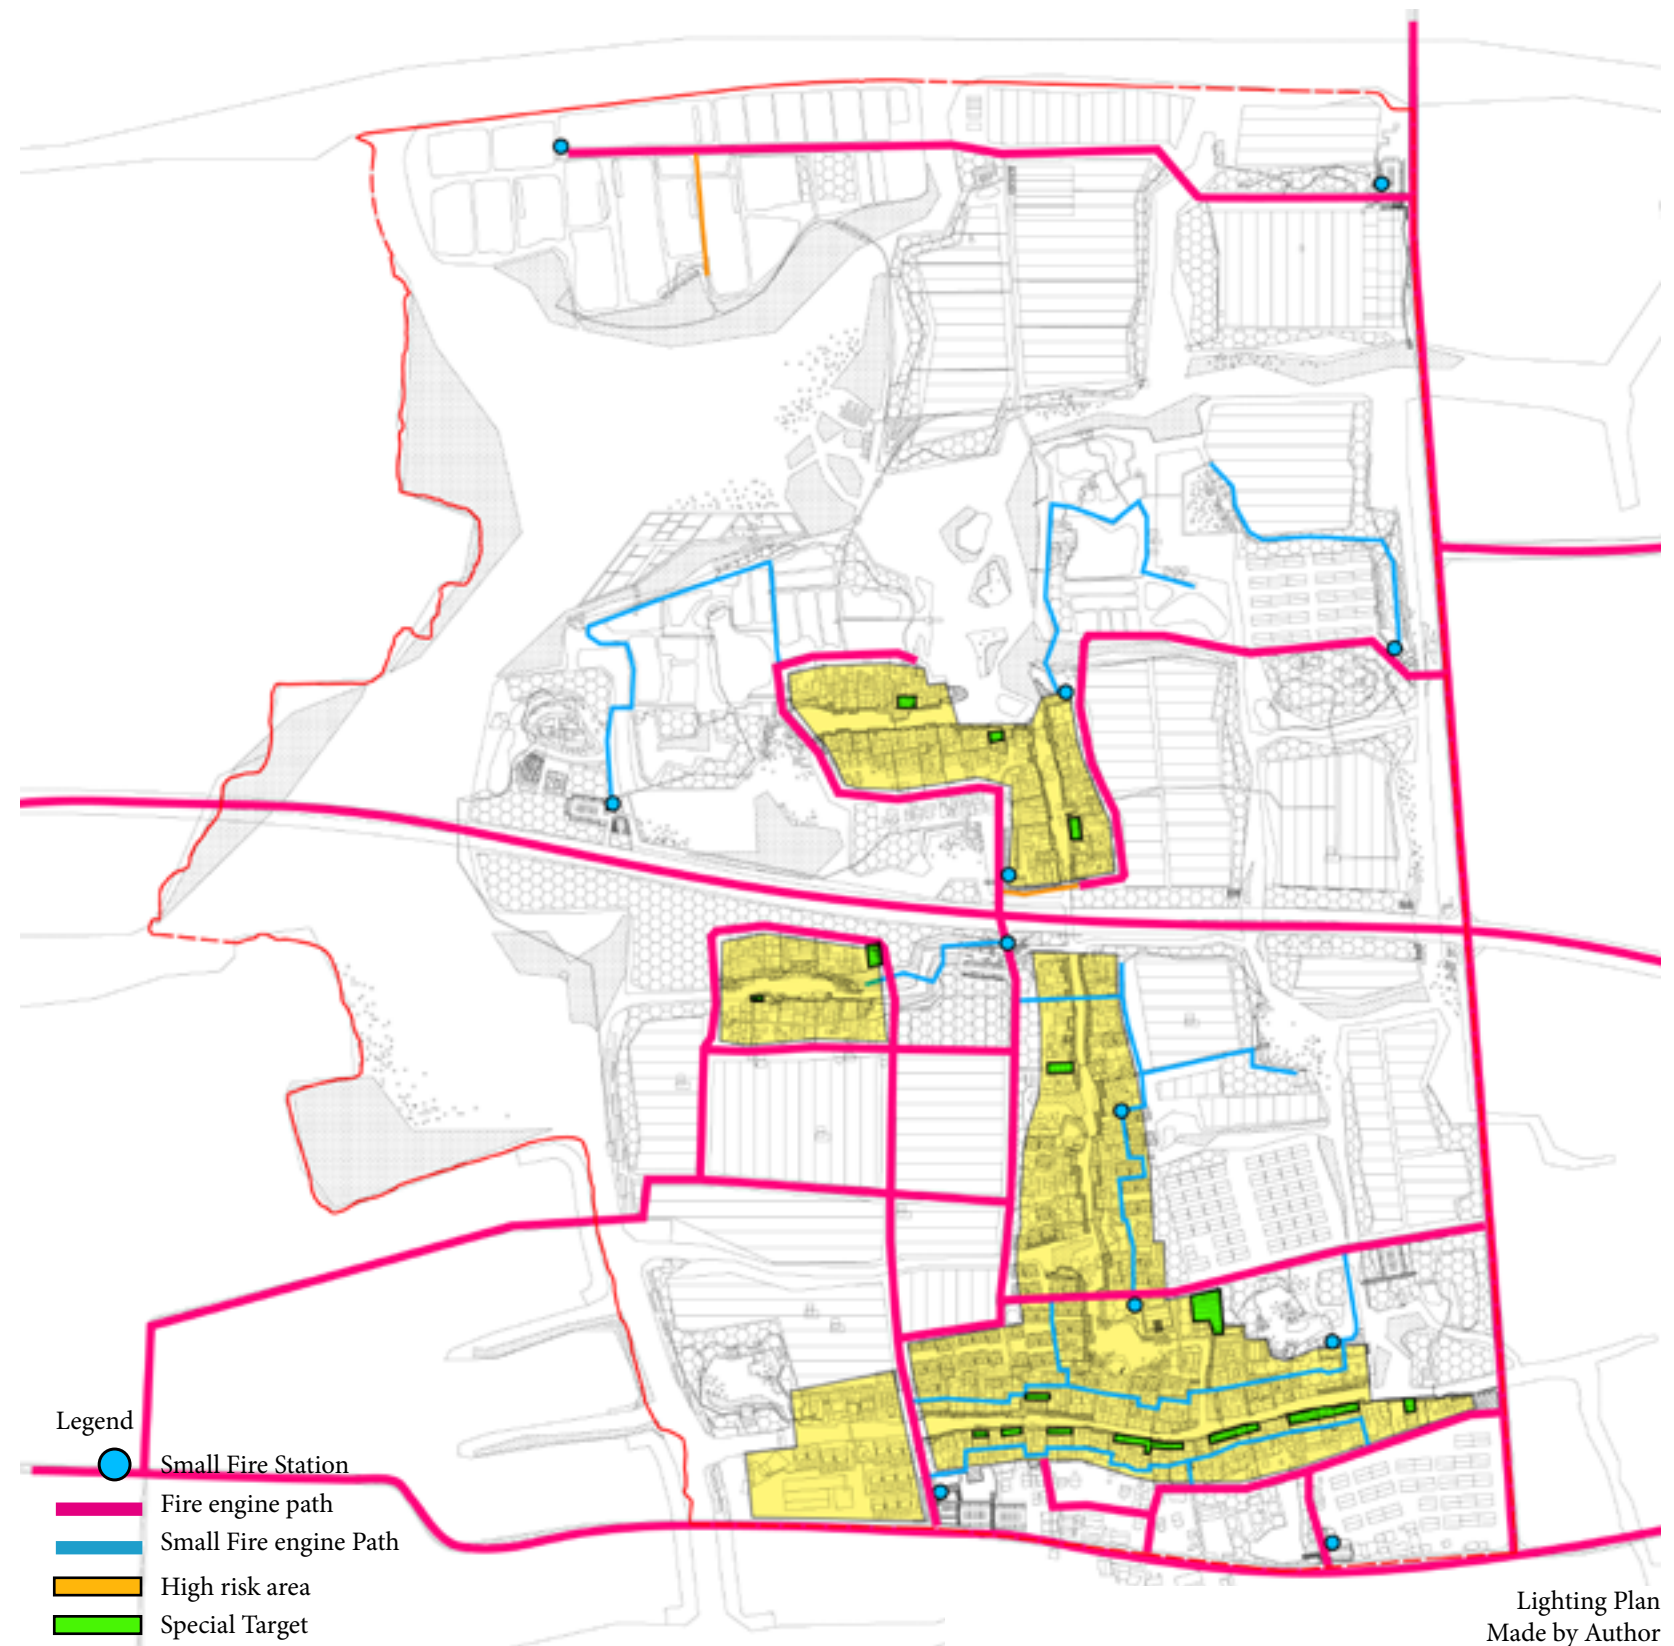 Legend
Small Fire Station
Fire engine path
Small Fire engine Path
High risk area
Special Target
Lighting Plan
Made by Author